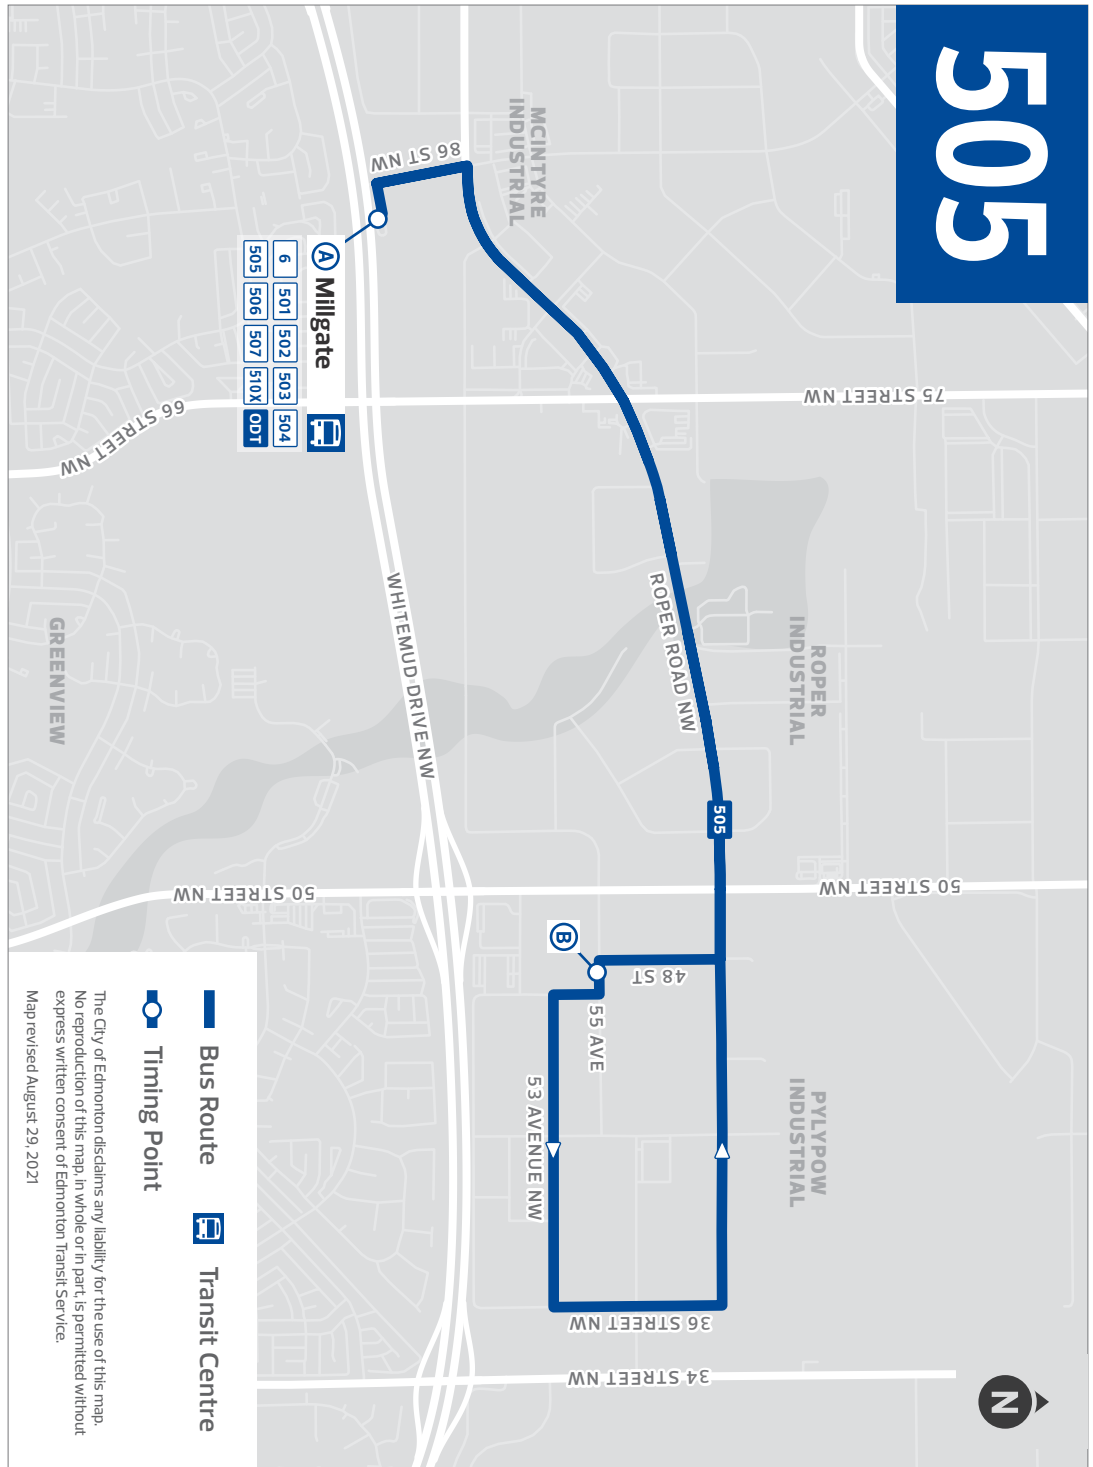 505
MCINTYRE
INDUSTRIAL
86 ST NW
A Millgate
6
501
502
503
504
505
506
507
510X
ODT
75 STREET NW
66 STREET NW
ROPER
INDUSTRIAL
ROPER ROAD NW
WHITEMUD DRIVE NW
GREENVIEW
505
50 STREET NW
50 STREET NW
B
48 ST
55 AVE
53 AVENUE NW
PYLYPOW
INDUSTRIAL
36 STREET NW
34 STREET NW
N
Bus Route
Transit Centre
Timing Point
The City of Edmonton disclaims any liability for the use of this map.
No reproduction of this map, in whole or in part, is permitted without
express written consent of Edmonton Transit Service.
Map revised August 29, 2021